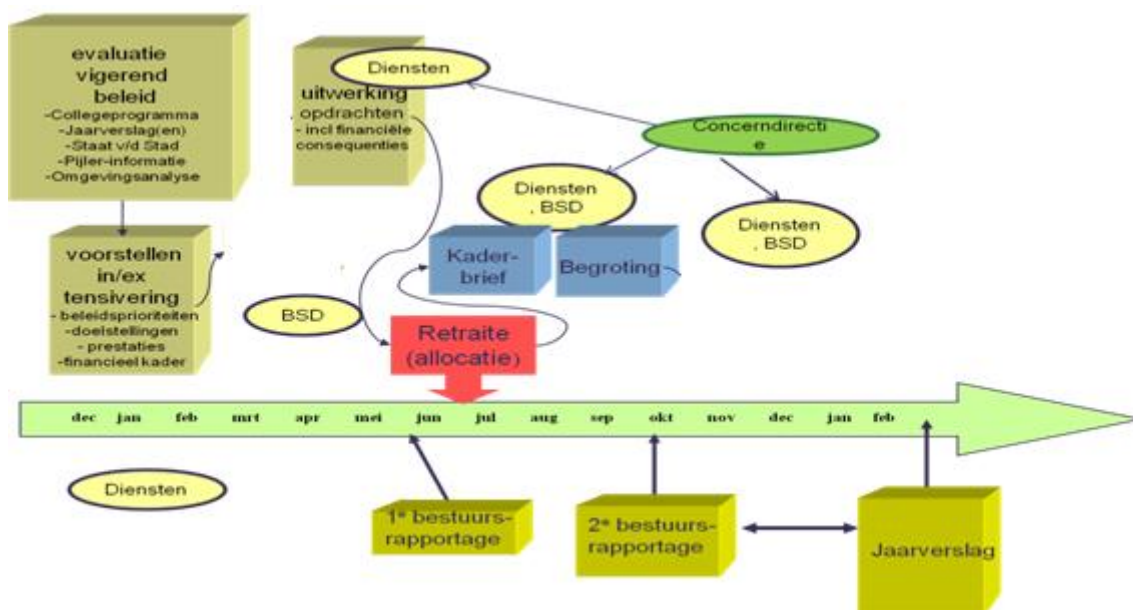 evaluatie
vigerend
beleid
-Collegeprogramma
-Jaarverslag(en)
-Staat v/d Stad
-Pijler-informatie
-Omgevingsanalyse
voorstellen
in/ex
tensivering
- beleidsprioriteiten
-doelstellingen
- prestaties
-financieel kader
Diensten
uitwerking
opdrachten
- incl financiële
consequenties
Concerndirecti
e
Diensten
, BSD
Diensten
, BSD
Kader-
brief
Begroting
BSD
Retraite
(allocatie)
dec jan feb mrt apr mei jun jul aug sep okt nov dec jan feb
Diensten
1e bestuurs-
rapportage
2e bestuurs-
rapportage
Jaarverslag